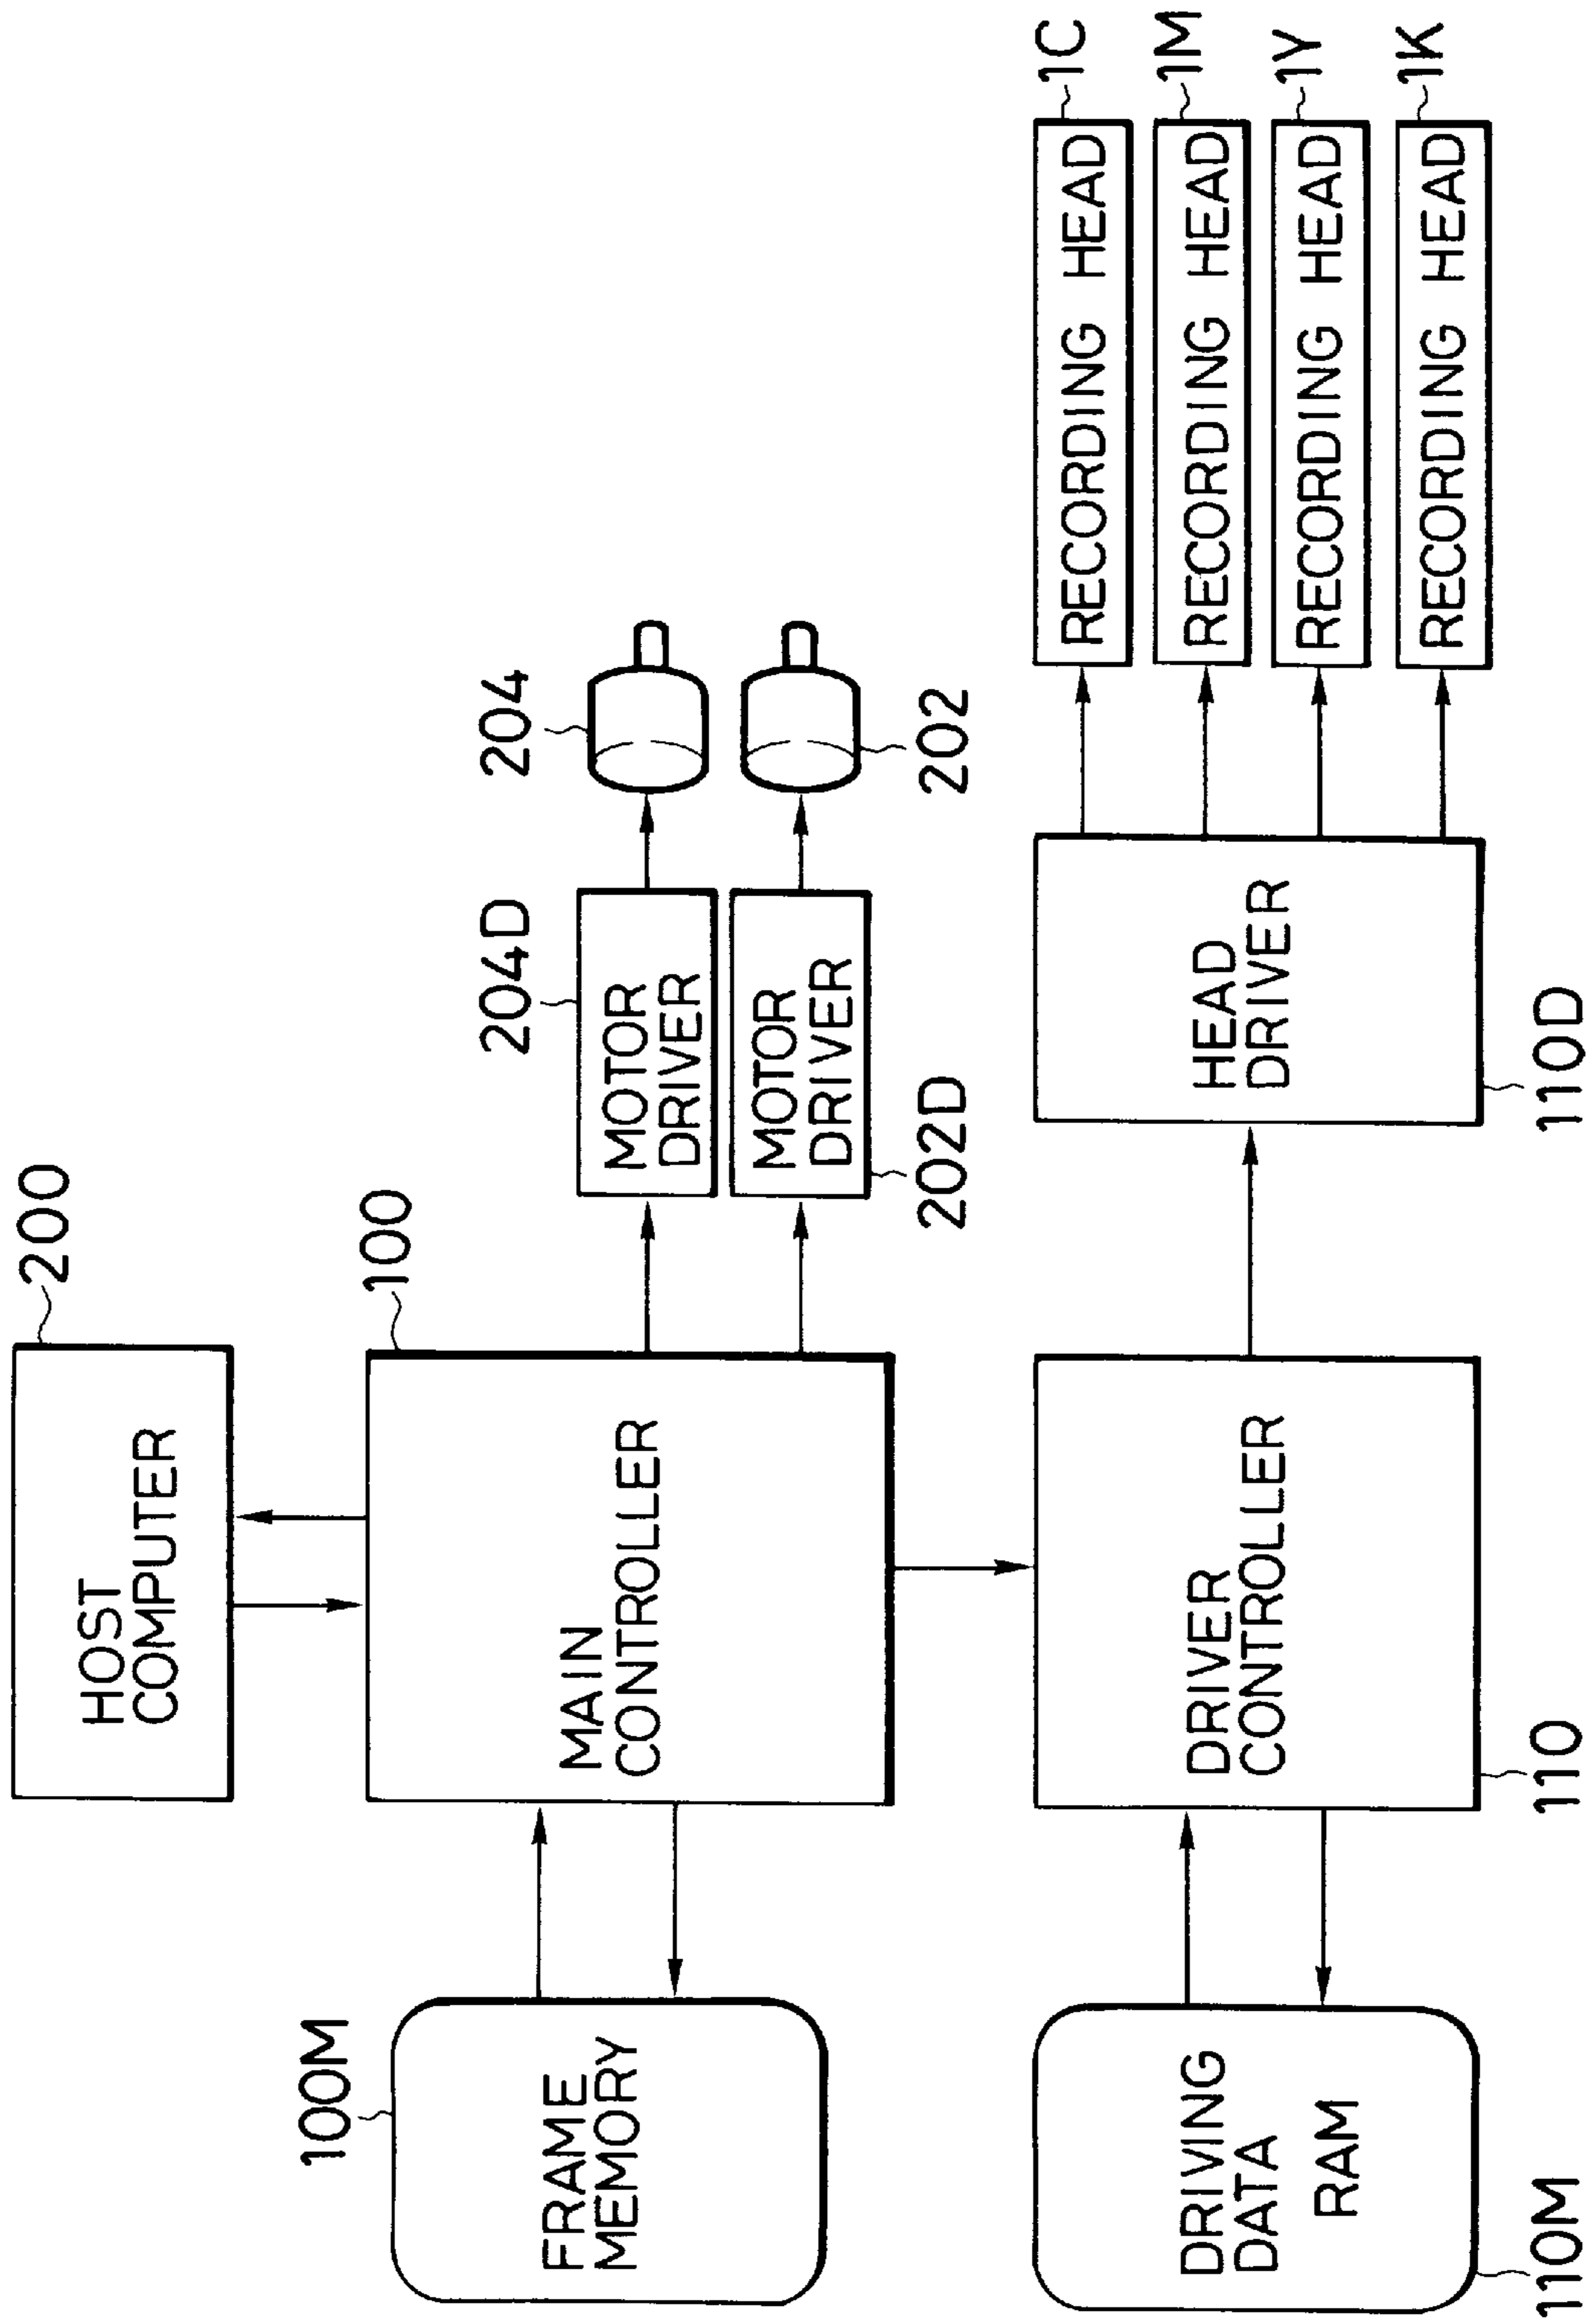 200
HOST
COMPUTER
100
MAIN
CONTROLLER
100M
FRAME
MEMORY
204D
MOTOR
DRIVER
204
MOTOR
DRIVER
202D
202
DRIVING
DATA
RAM
110M
DRIVER
CONTROLLER
110
HEAD
DRIVER
110D
RECORDING HEAD
1C
RECORDING HEAD
1M
RECORDING HEAD
1Y
RECORDING HEAD
1K